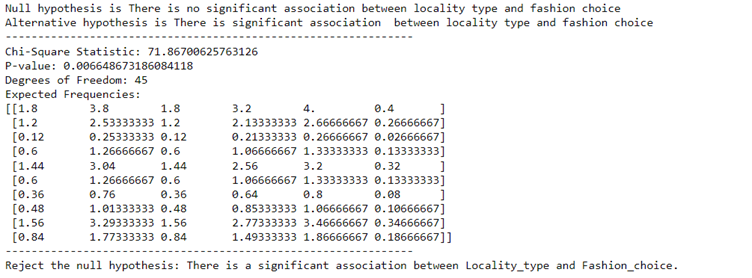 Null hypothesis is There is no significant association between locality type and fashion choice
Alternative hypothesis is There is significant association  between locality type and fashion choice
---------------------------------------------------------------
Chi-Square Statistic: 71.86700625763126
P-value: 0.006648673186084118
Degrees of Freedom: 45
Expected Frequencies:
[[1.8        3.8        1.8        3.2        4.         0.4       ]
 [1.2        2.53333333 1.2        2.13333333 2.66666667 0.26666667]
 [0.12       0.25333333 0.12       0.21333333 0.26666667 0.02666667]
 [0.6        1.26666667 0.6        1.06666667 1.33333333 0.13333333]
 [1.44       3.04       1.44       2.56       3.2        0.32      ]
 [0.6        1.26666667 0.6        1.06666667 1.33333333 0.13333333]
 [0.36       0.76       0.36       0.64       0.8        0.08      ]
 [0.48       1.01333333 0.48       0.85333333 1.06666667 0.10666667]
 [1.56       3.29333333 1.56       2.77333333 3.46666667 0.34666667]
 [0.84       1.77333333 0.84       1.49333333 1.86666667 0.18666667]]
---------------------------------------------------------------
Reject the null hypothesis: There is a significant association between Locality_type and Fashion_choice.